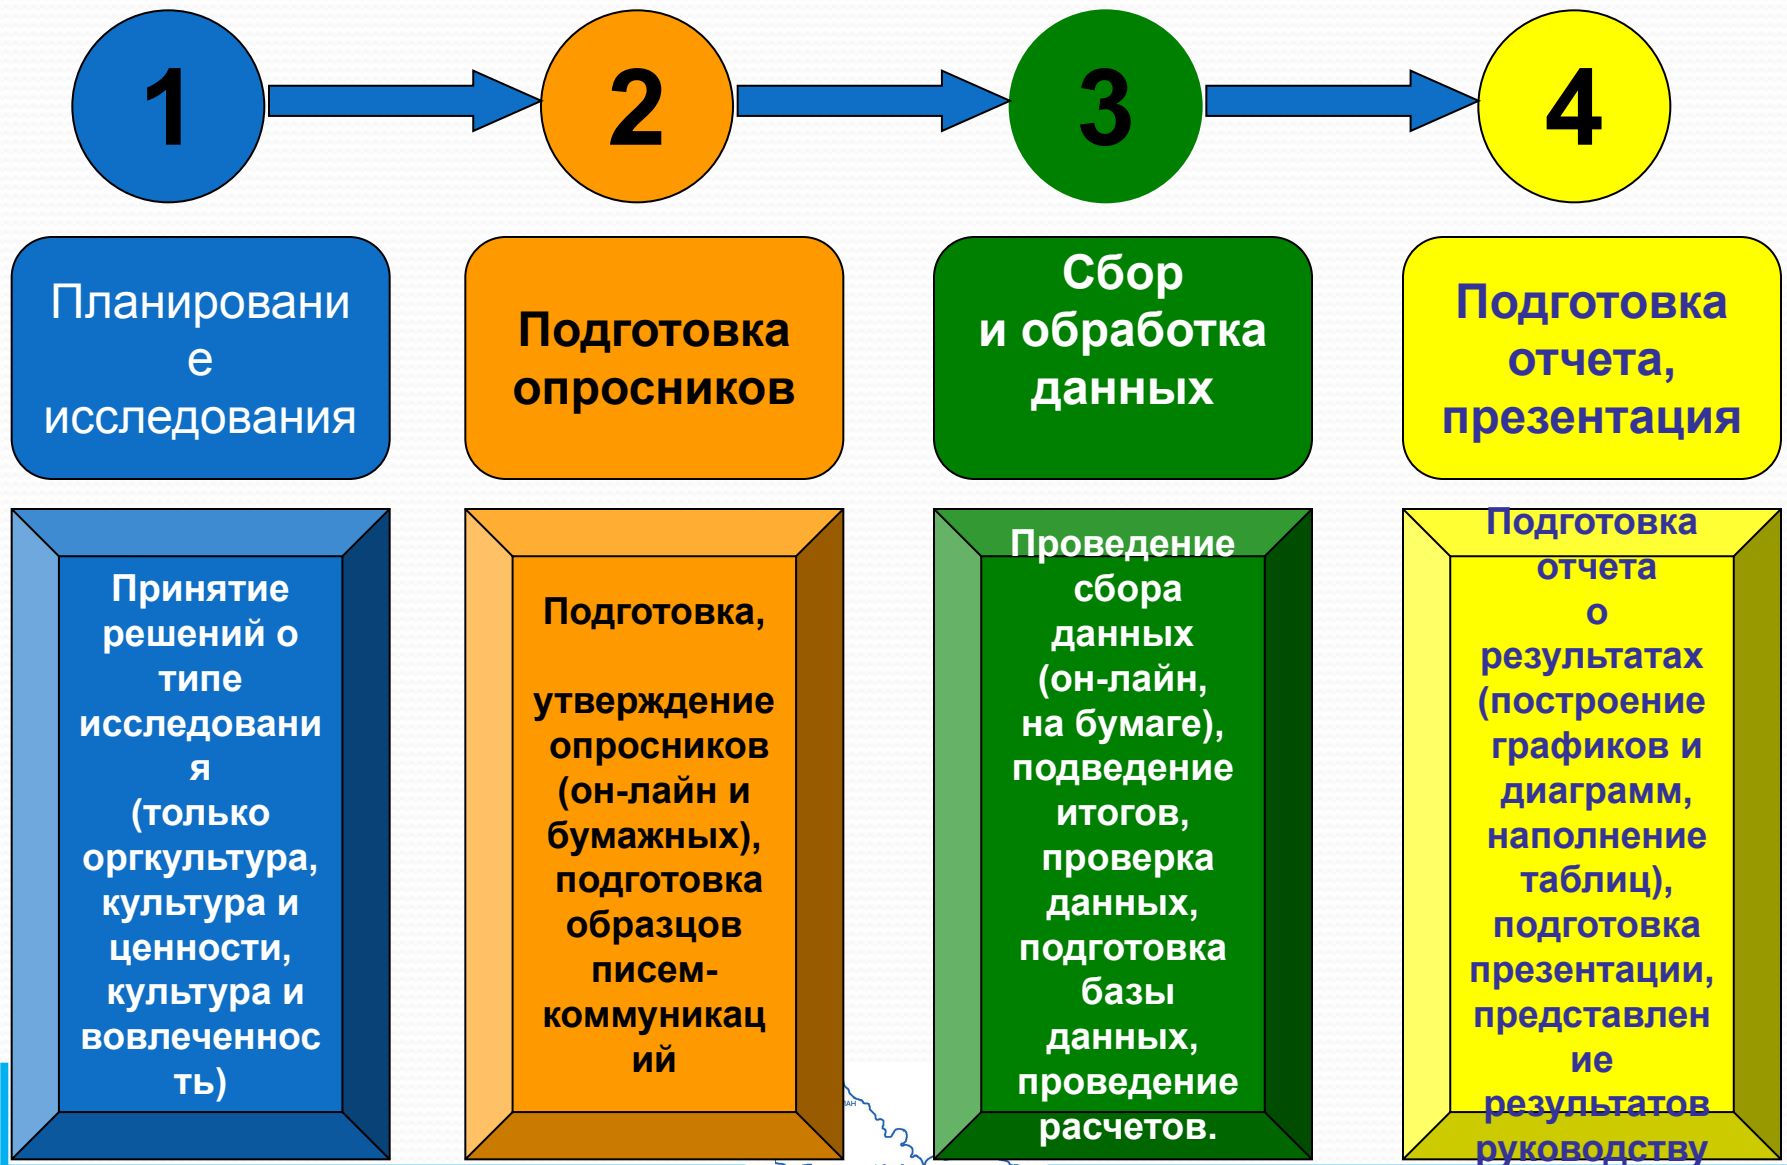 1
2
3
4
Планировани
е
исследования
Подготовка
опросников
Сбор
и обработка
данных
Подготовка
отчета,
презентация
Принятие
решений о
типе
исследовани
я
(только
оргкультура,
культура и
ценности,
культура и
вовлеченнос
ть)
Подготовка,
утверждение
опросников
(он-лайн и
бумажных),
подготовка
образцов
писем-
коммуникац
ий
Проведение
сбора
данных
(он-лайн,
на бумаге),
подведение
итогов,
проверка
данных,
подготовка
базы
данных,
проведение
расчетов.
Подготовка
отчета
о
результатах
(построение
графиков и
диаграмм,
наполнение
таблиц),
подготовка
презентации,
представлен
ие
результатов
руководству